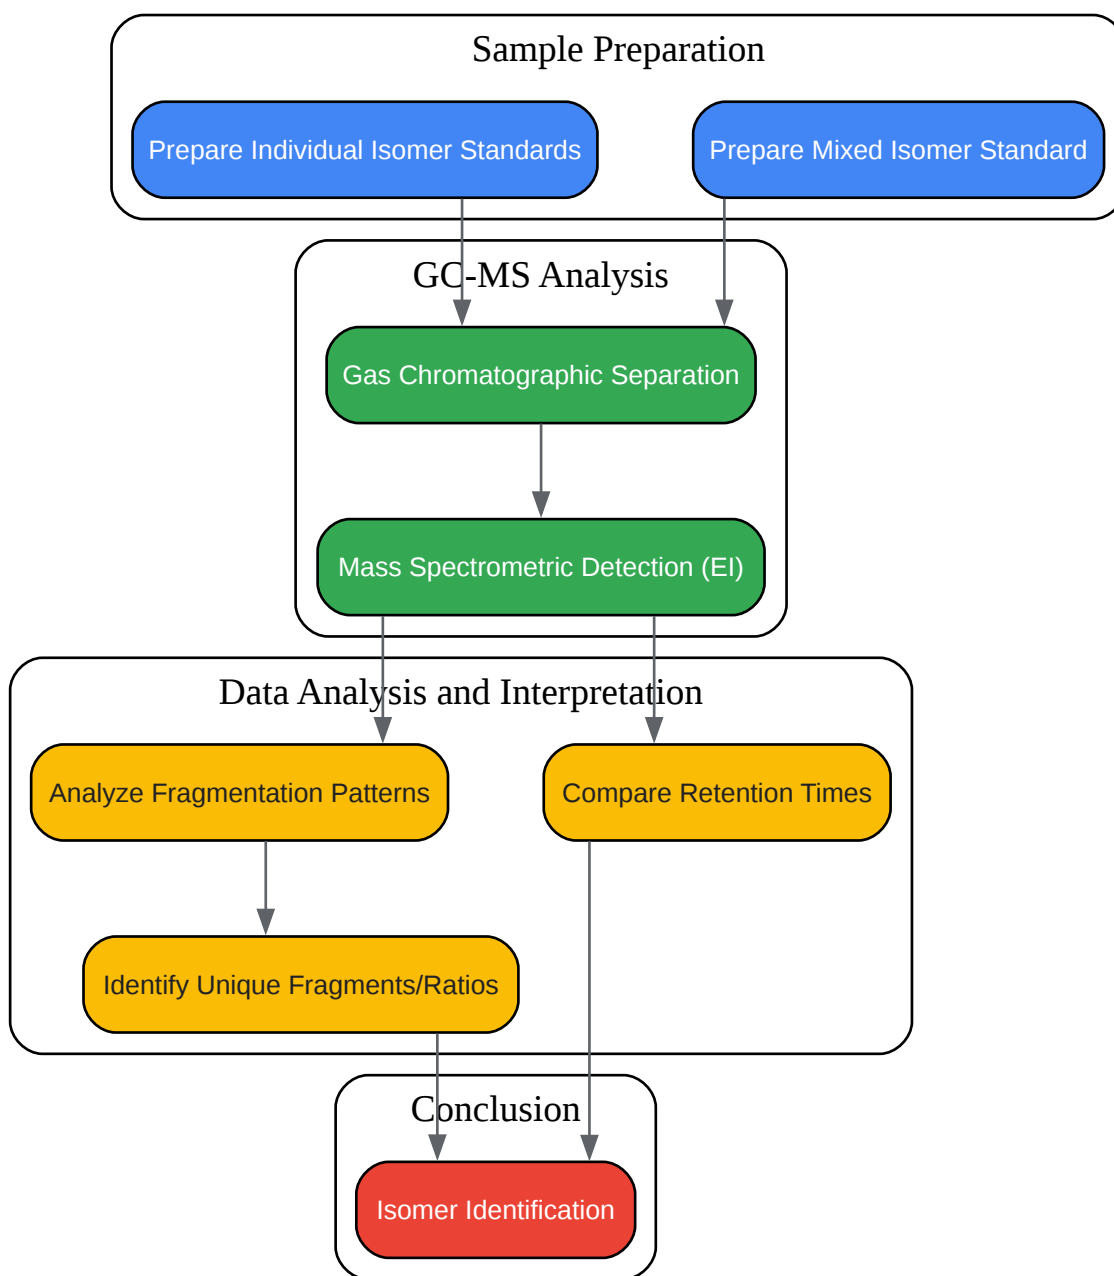 Sample Preparation
Prepare Individual Isomer Standards
Prepare Mixed Isomer Standard
GC-MS Analysis
Gas Chromatographic Separation
Mass Spectrometric Detection (EI)
Data Analysis and Interpretation
Analyze Fragmentation Patterns
Compare Retention Times
Identify Unique Fragments/Ratios
Conclusion
Isomer Identification